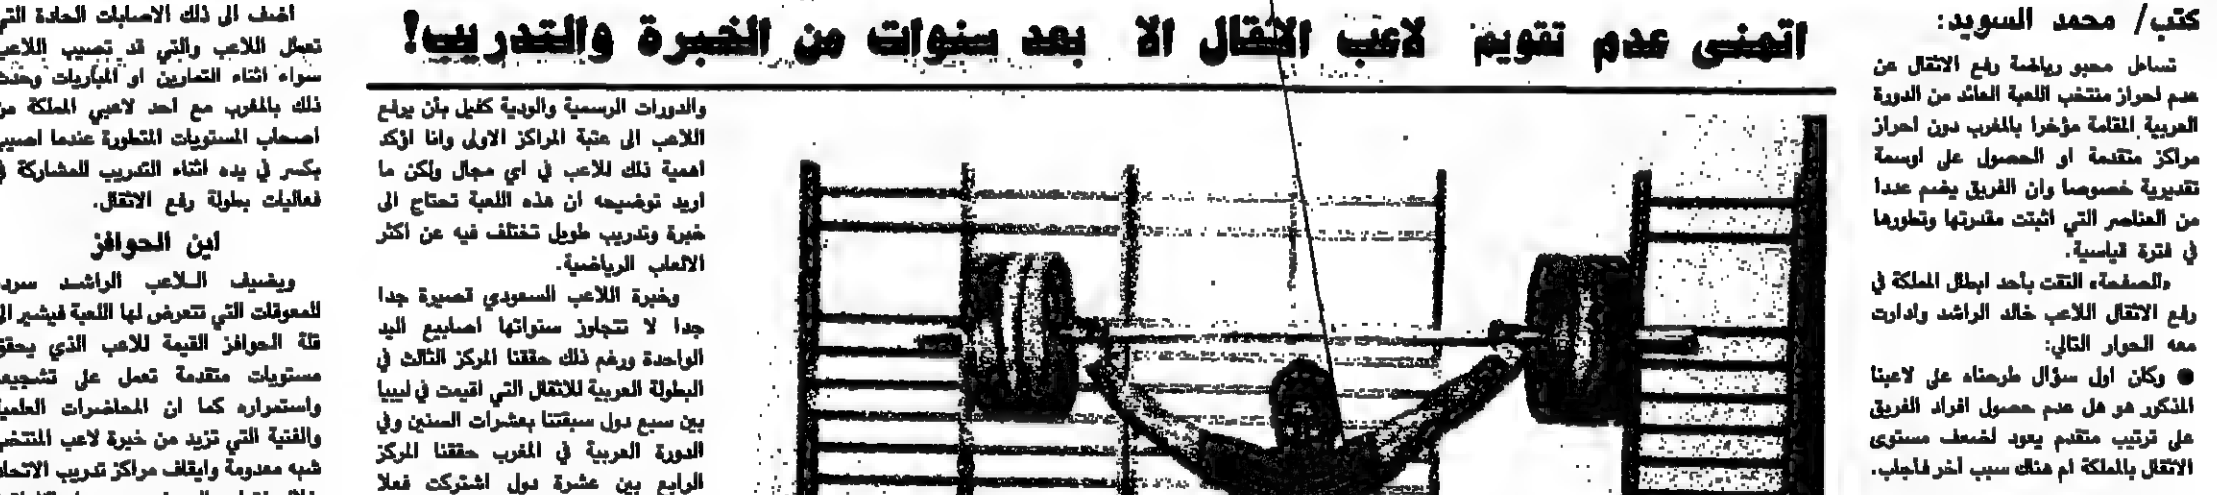 اتمنى عدم تقويم لاعب الاثقال الا بعد سنوات من الخبرة والتدريب!
كتب/ محمد السويد:
تساءل محبو رياضة رفع الاثقال عن
عدم احراز منتخب اللعبة العائد من الدورة
العربية المقامة مؤخرا بالمغرب دون احراز
مراكز متقدمة او الحصول على اوسمة
تقديرية خصوصا وان الفريق يضم عددا
من العناصر التي اثبتت مقدرتها وتطورها
في فترة قياسية.
«الصفحة» التقت بأحد ابطال المملكة في
رفع الاثقال اللاعب خالد الراشد وادارت
معه الحوار التالي:
● وكان اول سؤال طرحناه على لاعبنا
المذكور هو هل عدم حصول افراد الفريق
على ترتيب متقدم يعود لضعف مستوى
الاثقال بالمملكة ام هناك سبب آخر فأجاب.
والدورات الرسمية والودية كفيل بأن يرفع
اللاعب الى عتبة المراكز الاولى وانا اؤكد
اهمية ذلك للاعب في اي مجال ولكن ما
اريد توضيحه ان هذه اللعبة تحتاج الى
خبرة وتدريب طويل تختلف فيه عن اكثر
الالعاب الرياضية.
وخبرة اللاعب السعودي قصيرة جدا
جدا لا تتجاوز سنواتها اصابيع اليد
الواحدة ورغم ذلك حققنا المركز الثالث في
البطولة العربية للاثقال التي اقيمت في ليبيا
بين سبع دول سبقتنا بعشرات السنين وفي
الدورة العربية في المغرب حققنا المركز
الرابع بين عشرة دول اشتركت فعلا
اضف الى ذلك الاصابات الحادة التي
تعطل اللاعب والتي قد تصيب اللاعب
سواء اثناء التمارين او المباريات وحدث
ذلك بالمغرب مع احد لاعبي المملكة من
اصحاب المستويات المتطورة عندما اصيب
بكسر في يده اثناء التدريب للمشاركة في
فعاليات بطولة رفع الاثقال.
اين الحوافز
ويضيف اللاعب الراشد سرد
للمعوقات التي تتعرض لها اللعبة فيشير الى
قلة الحوافز القيمة للاعب الذي يحقق
مستويات متقدمة تعمل على تشجيعه
واستمراره كما ان المحاضرات العلمية
والفنية التي تزيد من خبرة لاعب المنتخب
شبه معدومة وايقاف مراكز تدريب الاتحاد